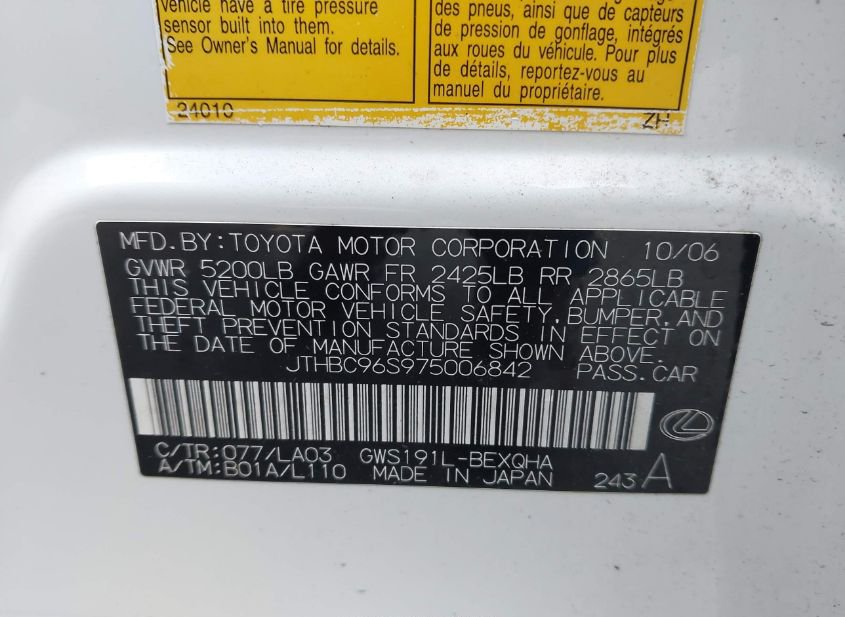 vehicle have a tire pressure
sensor built into them.
See Owner's Manual for details.
24010
des pneus, ainsi que de capteurs
de pression de gonflage, intégrés
aux roues du véhicule. Pour plus
de détails, reportez-vous au
manuel du propriétaire.
ZH
MFD.BY:TOYOTA MOTOR CORPORATION 10/06
GVWR 5200LB GAWR FR 2425LB RR 2865LB
THIS VEHICLE CONFORMS TO ALL APPLICABLE
FEDERAL MOTOR VEHICLE SAFETY,BUMPER,AND
THEFT PREVENTION STANDARDS IN EFFECT ON
THE DATE OF MANUFACTURE SHOWN ABOVE.
JTHBC96S975006842 PASS.CAR
C/TR:077/LA03 GWS191L-BEXQHA
A/TM:B01A/L110 MADE IN JAPAN 243 A